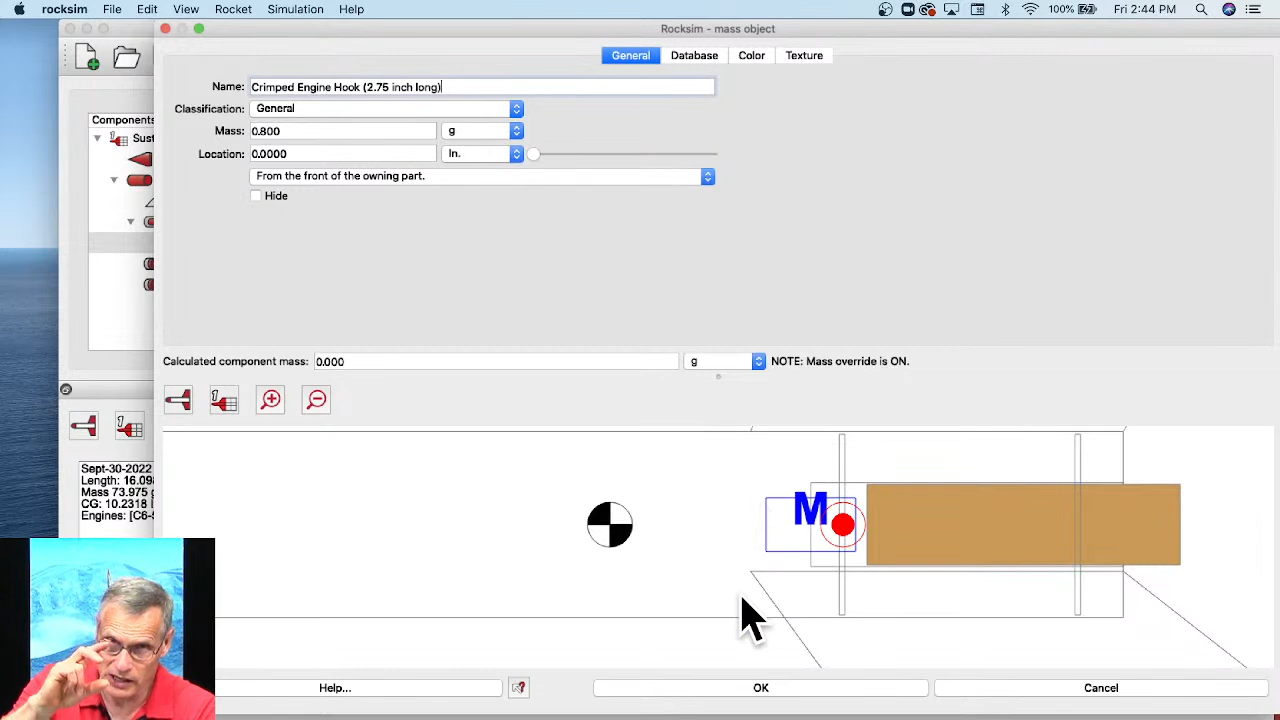 rocksim File Edit View Rocket Simulation Window Help 100% Fri 2:44 PM
Rocksim - mass object
General Database Color Texture
Name: Crimped Engine Hook (2.75 inch long)
Components
Classification: General
Mass: 0.800 g
Sust
Location: 0.0000 In.
From the front of the owning part.
Hide
Calculated component mass: 0.000 g NOTE: Mass override is ON.
M
Sept-30-2022
Length: 16.09
Mass 73.975
CG: 10.2318
Engines: [C6-
Help... OK Cancel